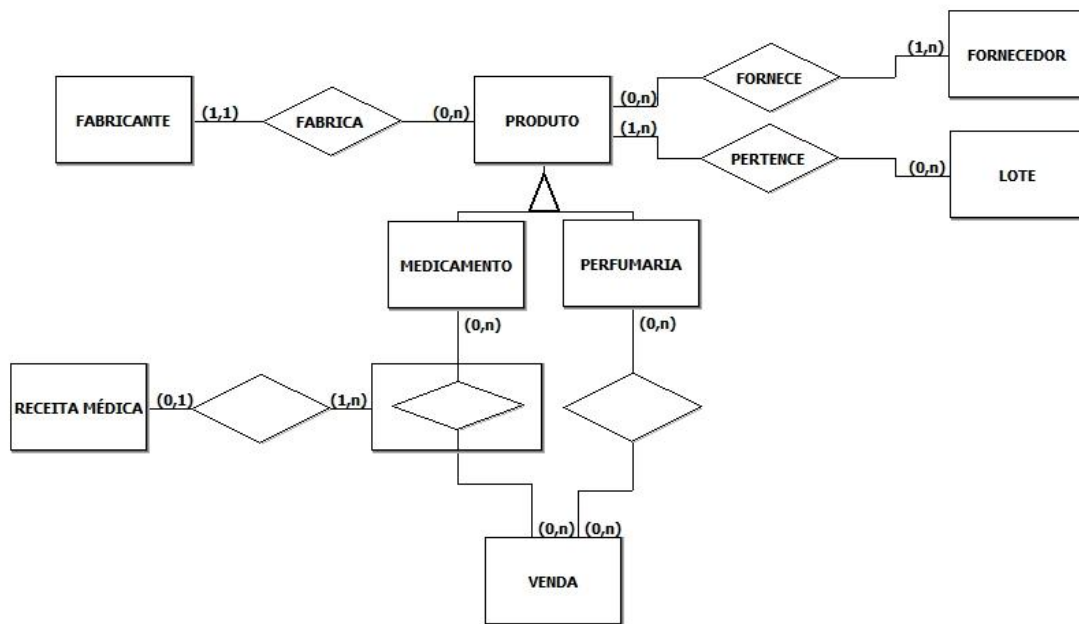 (1,n)
FORNECEDOR
FORNECE
(0,n)
FABRICANTE
(1,1)
FABRICA
(0,n)
PRODUTO
(1,n)
PERTENCE
(0,n)
LOTE
MEDICAMENTO
PERFUMARIA
(0,n)
(0,n)
RECEITA MÉDICA
(0,1)
(1,n)
(0,n)
(0,n)
VENDA